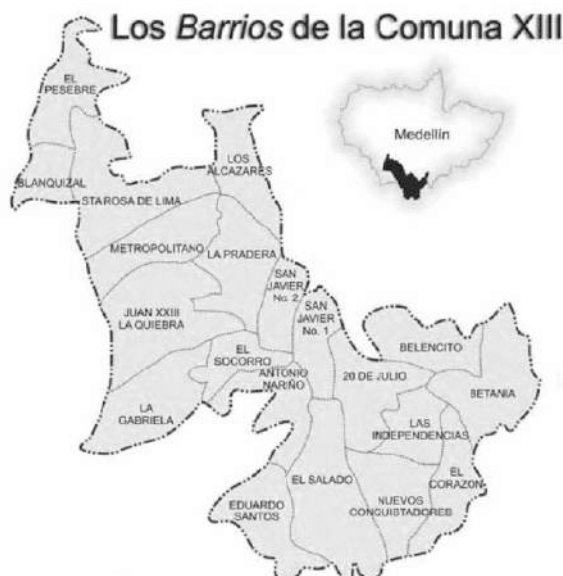 Los Barrios de la Comuna XIII
EL
PESEBRE
Medellín
LOS
ALCAZARES
BLANQUIZAL
STA ROSA DE LIMA
METROPOLITANO
LA PRADERA
SAN
JAVIER
No. 2
JUAN XXIII
LA QUIEBRA
SAN
JAVIER
No. 1
BELENCITO
EL
SOCORRO
ANTONIO
NARIÑO
20 DE JULIO
BETANIA
LA
GABRIELA
LAS
INDEPENDENCIAS
EL SALADO
EL
CORAZON
EDUARDO
SANTOS
NUEVOS
CONQUISTADORES